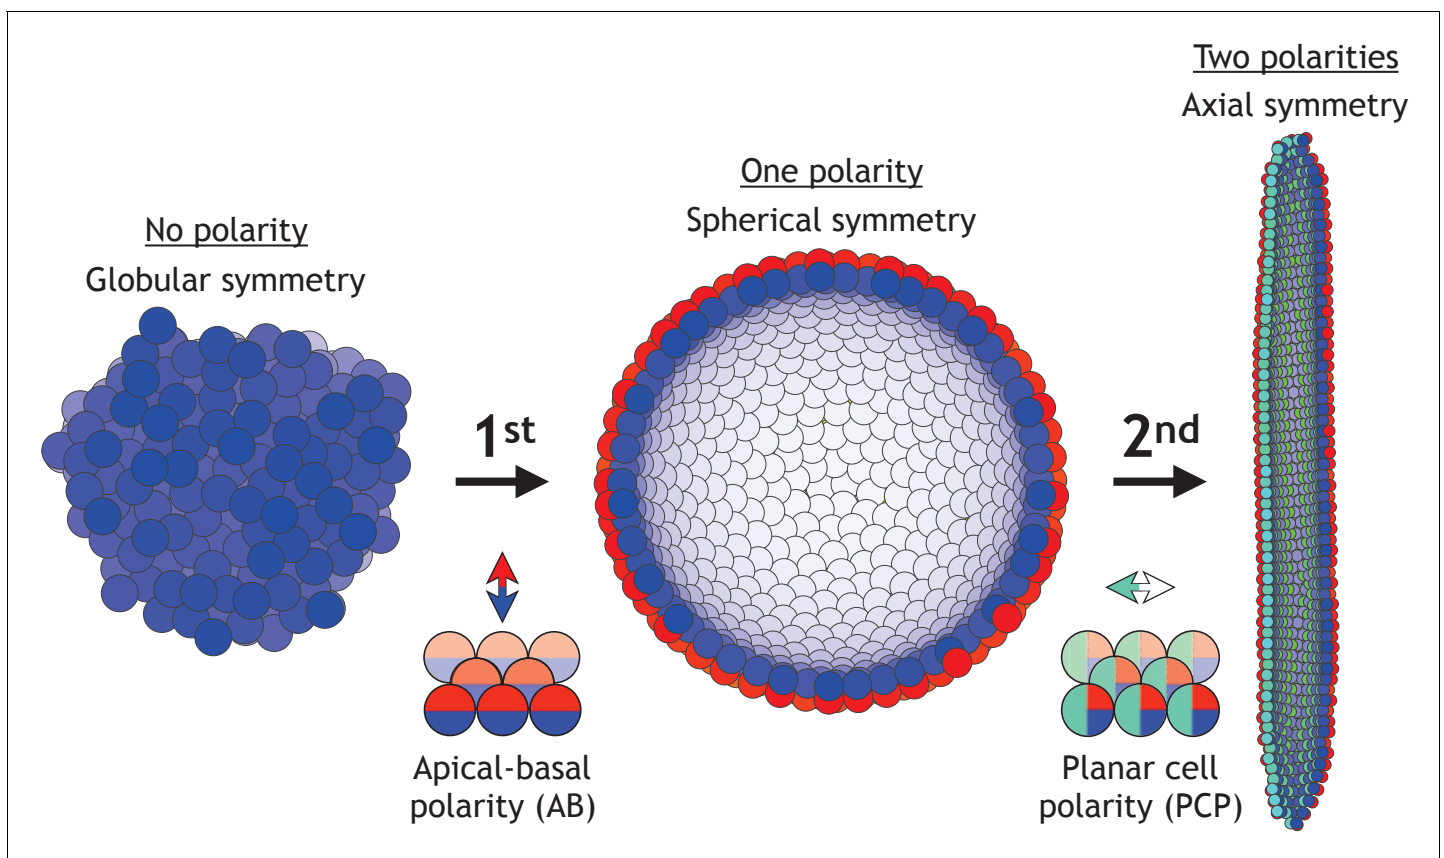 No polarity
Globular symmetry
1st
Apical-basal
polarity (AB)
One polarity
Spherical symmetry
2nd
Planar cell
polarity (PCP)
Two polarities
Axial symmetry